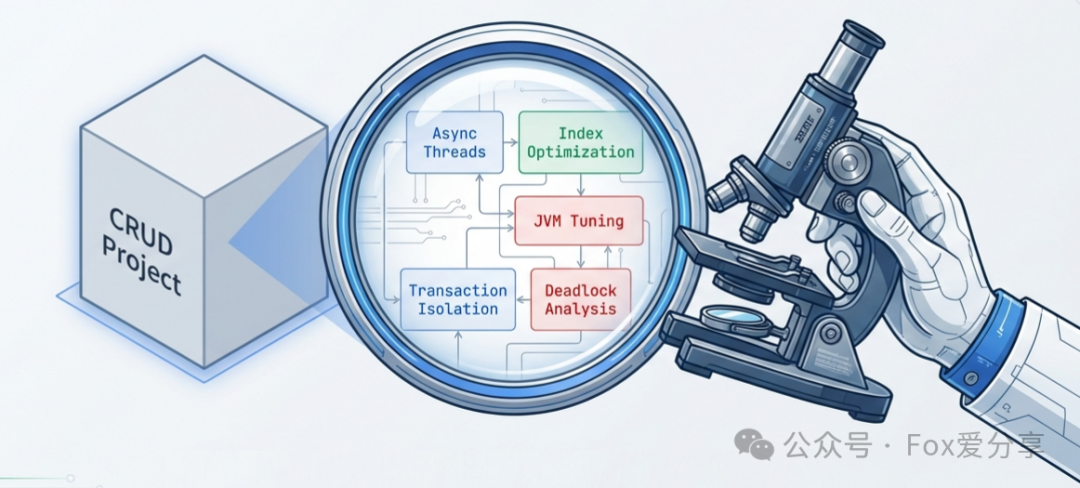 CRUD
Project
Async
Threads
Index
Optimization
JVM Tuning
Transaction
Isolation
Deadlock
Analysis
公众号 · Fox爱分享